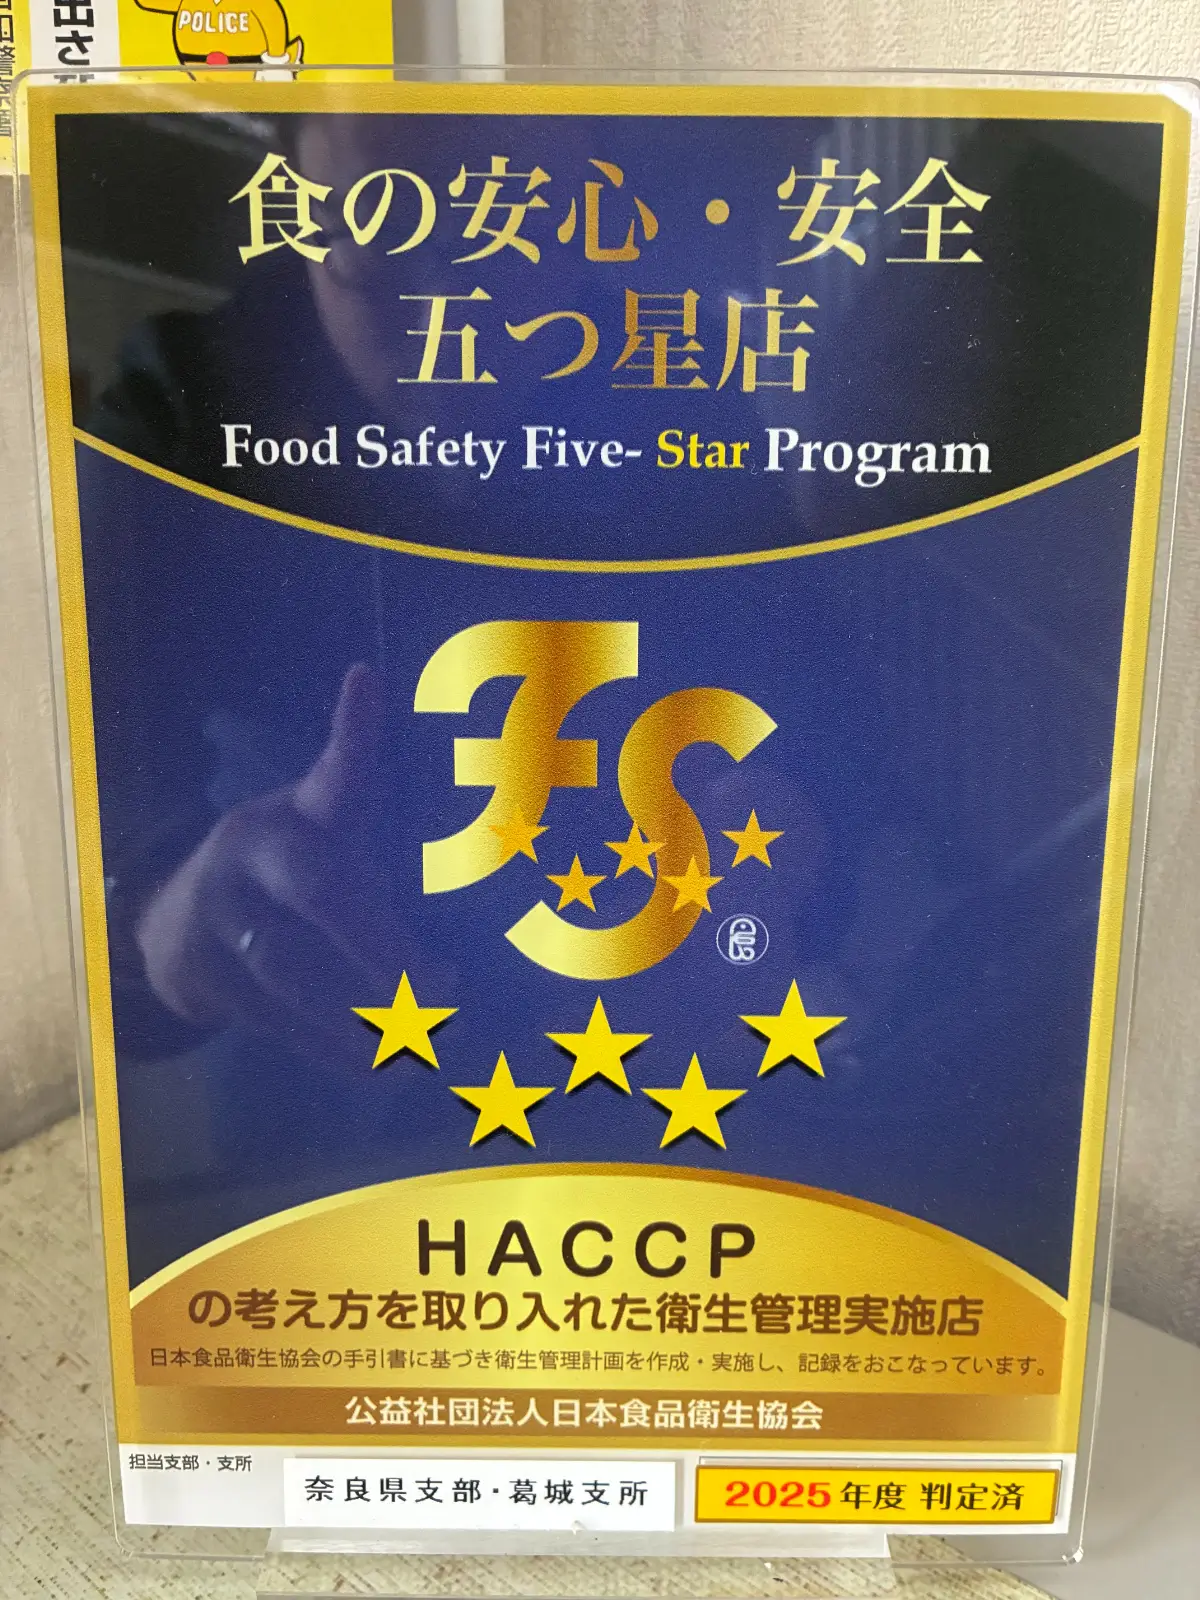 POLICE
出さ
食の安心・安全
五つ星店
Food Safety Five-Star Program
FS
HACCP
の考え方を取り入れた衛生管理実施店
日本食品衛生協会の手引書に基づき衛生管理計画を作成・実施し、記録をおこなっています。
公益社団法人日本食品衛生協会
担当支部・支所
奈良県支部・葛城支所
2025年度 判定済